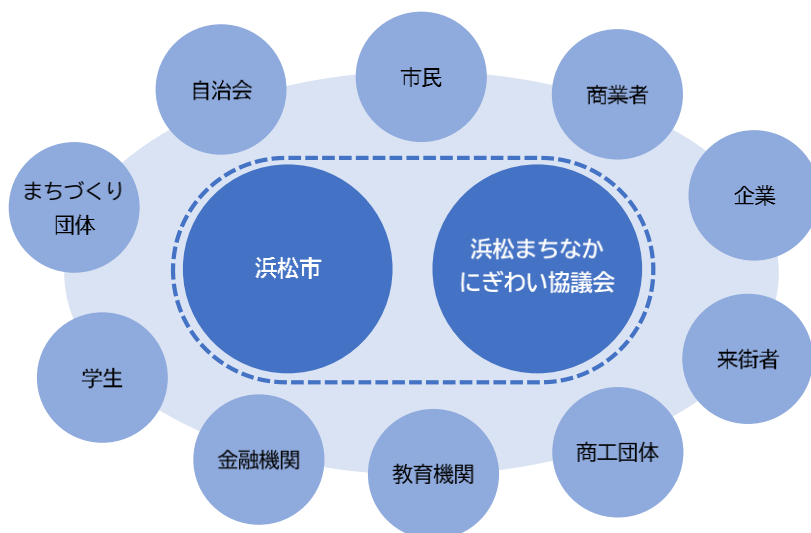 自治会
市民
商業者
まちづくり
団体
企業
浜松市
浜松まちなか
にぎわい協議会
学生
来街者
金融機関
教育機関
商工団体